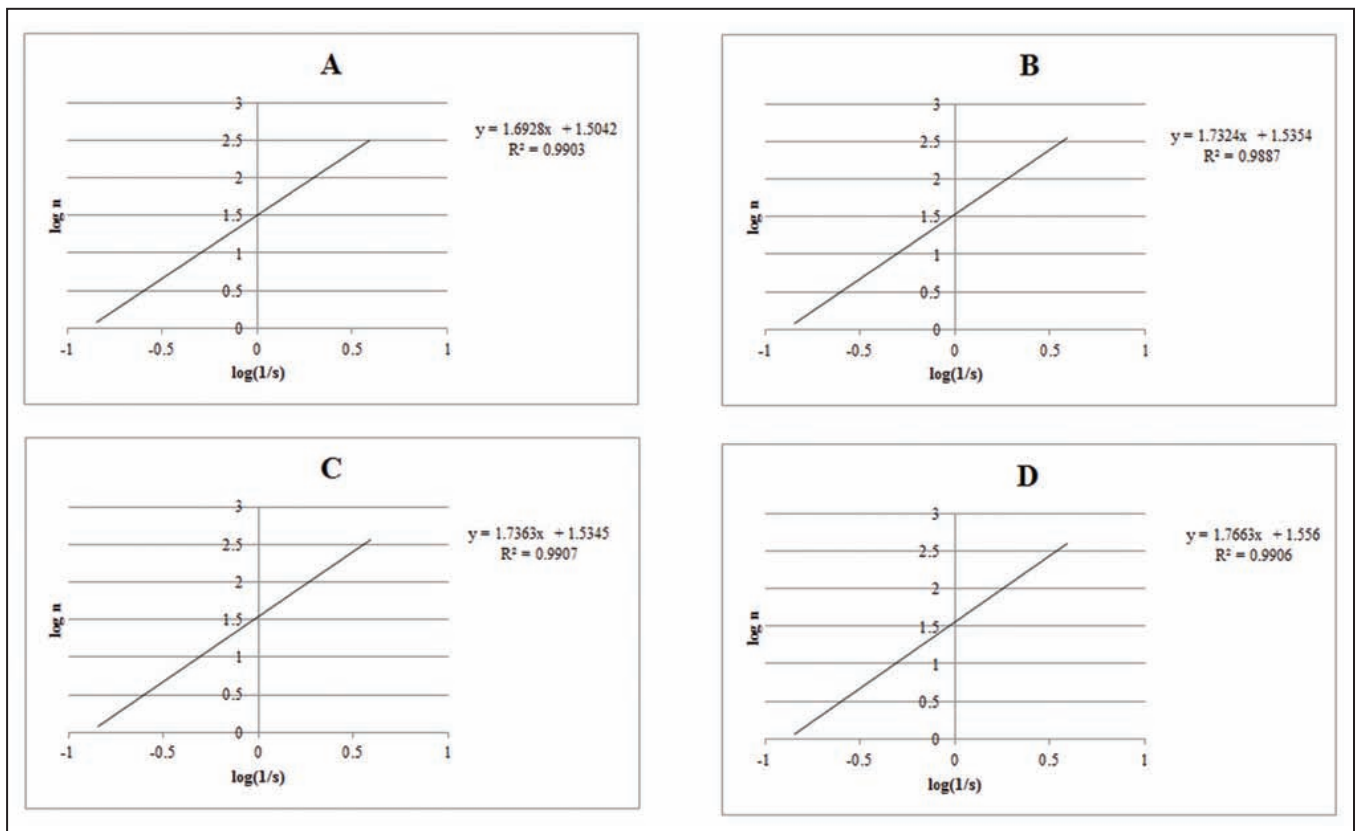 A
3
2.5
2
1.5
1
0.5
0
-1
-0.5
0
0.5
1
log n
log(1/s)
y = 1.6928x + 1.5042
R² = 0.9903
B
3
2.5
2
1.5
1
0.5
0
-1
-0.5
0
0.5
1
log n
log(1/s)
y = 1.7324x + 1.5354
R² = 0.9887
C
3
2.5
2
1.5
1
0.5
0
-1
-0.5
0
0.5
1
log n
log(1/s)
y = 1.7363x + 1.5345
R² = 0.9907
D
3
2.5
2
1.5
1
0.5
0
-1
-0.5
0
0.5
1
log n
log(1/s)
y = 1.7663x + 1.556
R² = 0.9906